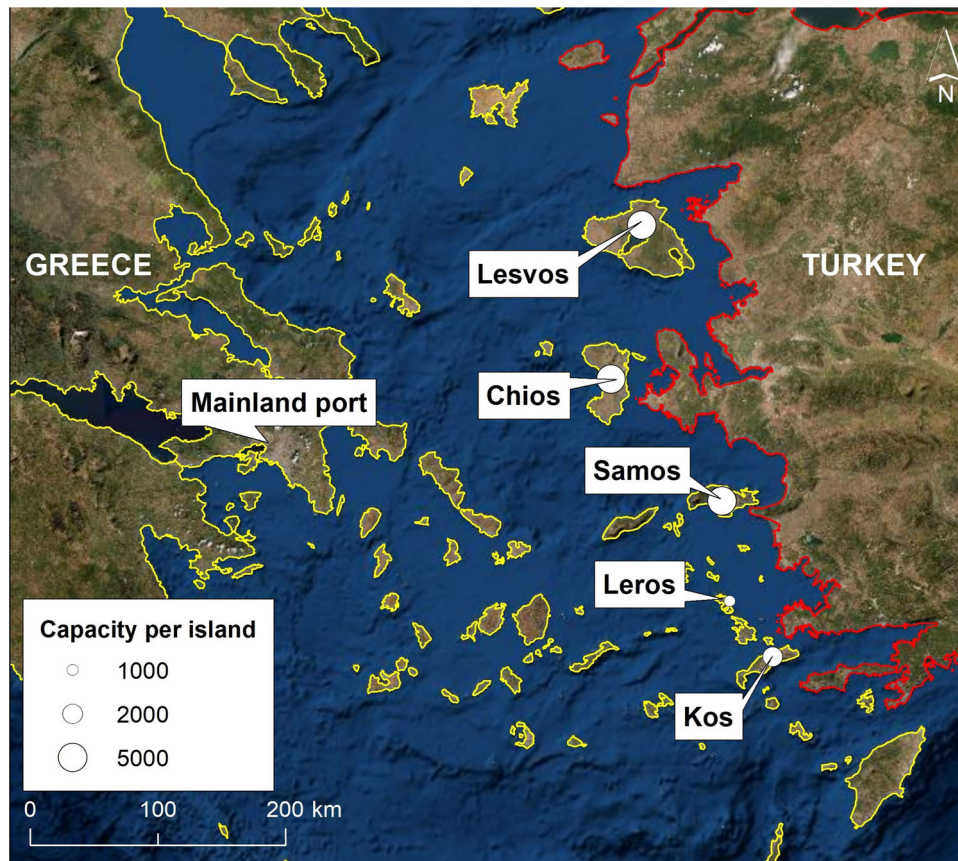 N
GREECE
TURKEY
Lesvos
Mainland port
Chios
Samos
Leros
Kos
Capacity per island
1000
2000
5000
0 100 200 km